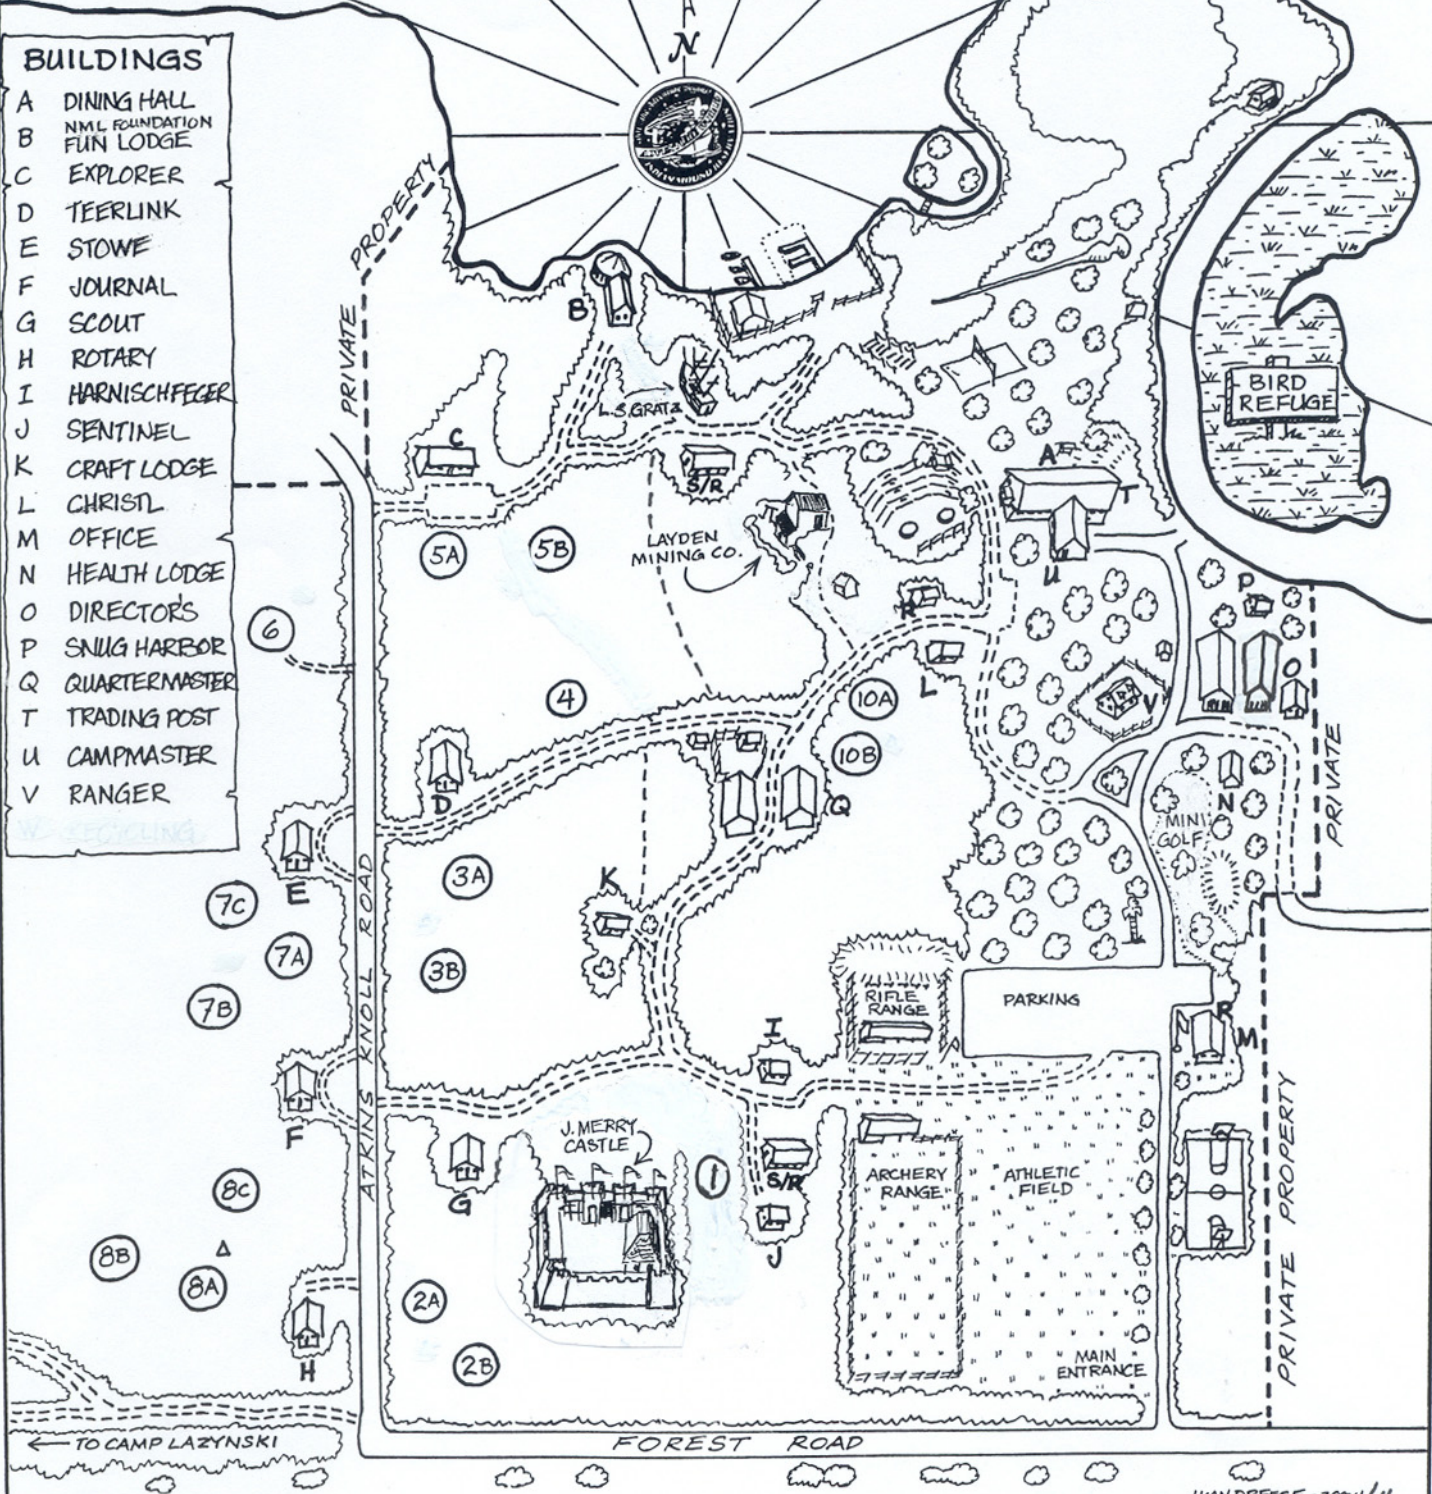 N
BUILDINGS
A DINING HALL
B NML FOUNDATION
FUN LODGE
C EXPLORER
D TEERLINK
E STOWE
F JOURNAL
G SCOUT
H ROTARY
I HARNISCHFEGER
J SENTINEL
K CRAFT LODGE
L CHRISTL
M OFFICE
N HEALTH LODGE
O DIRECTOR'S
P SNUG HARBOR
Q QUARTERMASTER
T TRADING POST
U CAMPMASTER
V RANGER
W RECYCLING
PRIVATE PROPERTY
B
L.S. GRATZ
BIRD
REFUGE
C
S/R
A
T
U
5A
5B
LAYDEN
MINING CO.
R
P
L
O
V
6
4
10A
10B
D
Q
N
MINI
GOLF
PRIVATE
E
3A
K
7C
7A
7B
3B
RIFLE
RANGE
PARKING
R
M
I
F
ATKINS KNOLL ROAD
G
J. MERRY
CASTLE
1
S/R
J
ARCHERY
RANGE
ATHLETIC
FIELD
PRIVATE PROPERTY
8C
8B
8A
H
2A
2B
MAIN
ENTRANCE
← TO CAMP LAZYNSKI
FOREST ROAD